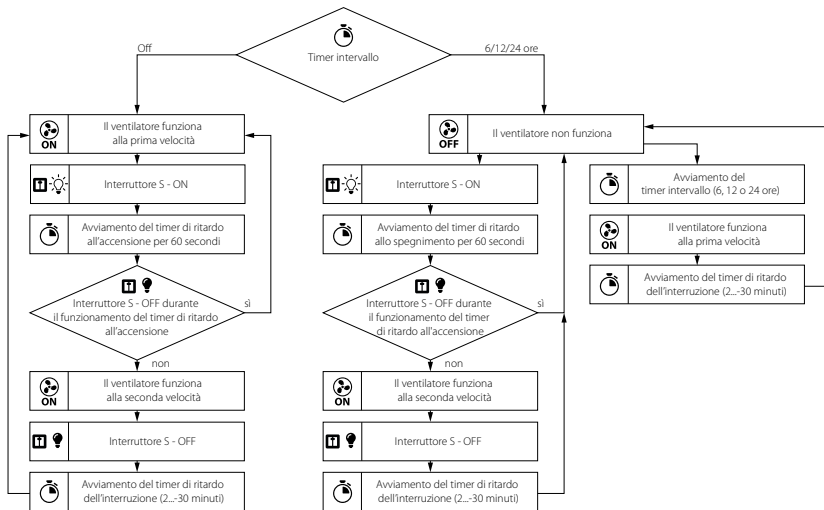 Timer intervallo
Off
6/12/24 ore
ON
Il ventilatore funziona
alla prima velocità
Interruttore S - ON
Avviamento del timer di ritardo
all'accensione per 60 secondi
Interruttore S - OFF durante
il funzionamento del timer di ritardo
all'accensione
sì
non
ON
Il ventilatore funziona
alla seconda velocità
Interruttore S - OFF
Avviamento del timer di ritardo
dell'interruzione (2...-30 minuti)
OFF
Il ventilatore non funziona
Interruttore S - ON
Avviamento del timer di ritardo
allo spegnimento per 60 secondi
Interruttore S - OFF durante
il funzionamento del timer
di ritardo all'accensione
sì
non
ON
Il ventilatore funziona
alla seconda velocità
Interruttore S - OFF
Avviamento del timer di ritardo
dell'interruzione (2...-30 minuti)
Avviamento del
timer intervallo (6, 12 o 24 ore)
ON
Il ventilatore funziona
alla prima velocità
Avviamento del timer di ritardo
dell'interruzione (2...-30 minuti)